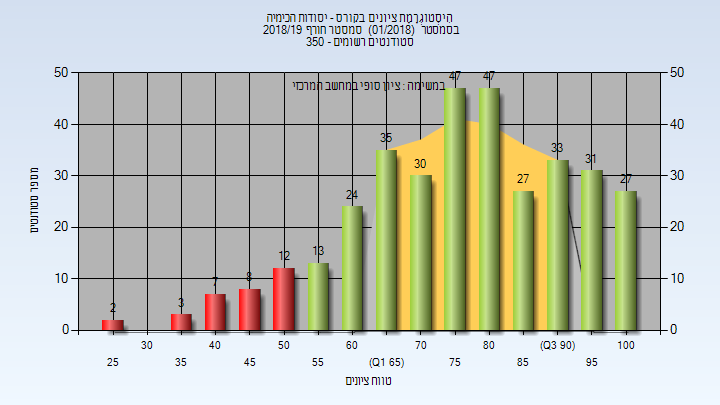 הִיסְטוֹגְרָמַת ציונים בקורס - יסודות הכימיה
בסמסטר (01/2018) סמסטר חורף 2018/19
סטודנטים רשומים - 350
במשימה : ציון סופי במחשב המרכזי
מספר סטודנטים
50 40 30 20 10 0
50 40 30 20 10 0
2 3 7 8 12 13 24 35 30 47 47 27 33 31 27
25 30 35 40 45 50 55 60 (Q1 65) 70 75 80 85 (Q3 90) 95 100
טווח ציונים